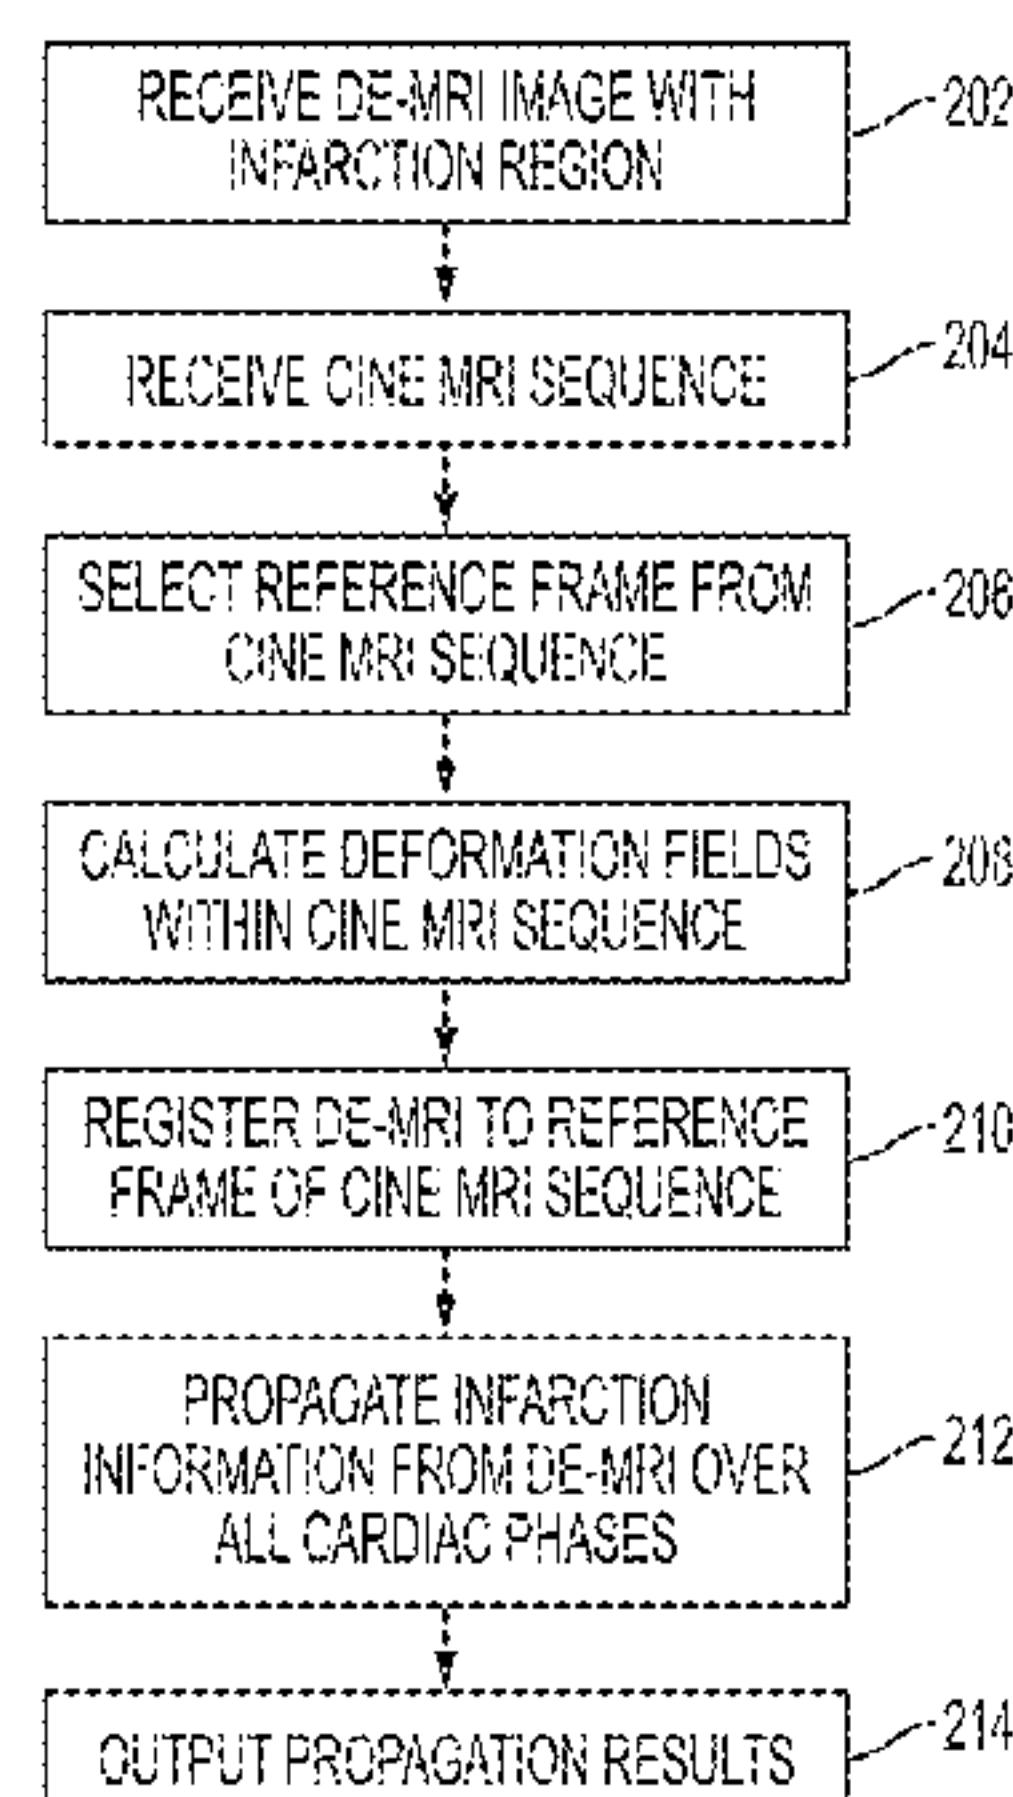 RECEIVE DE-MRI IMAGE WITH
INFARCTION REGION
202
RECEIVE CINE MRI SEQUENCE
204
SELECT REFERENCE FRAME FROM
CINE MRI SEQUENCE
206
CALCULATE DEFORMATION FIELDS
WITHIN CINE MRI SEQUENCE
208
REGISTER DE-MRI TO REFERENCE
FRAME OF CINE MRI SEQUENCE
210
PROPAGATE INFARCTION
INFORMATION FROM DE-MRI OVER
ALL CARDIAC PHASES
212
OUTPUT PROPAGATION RESULTS
214